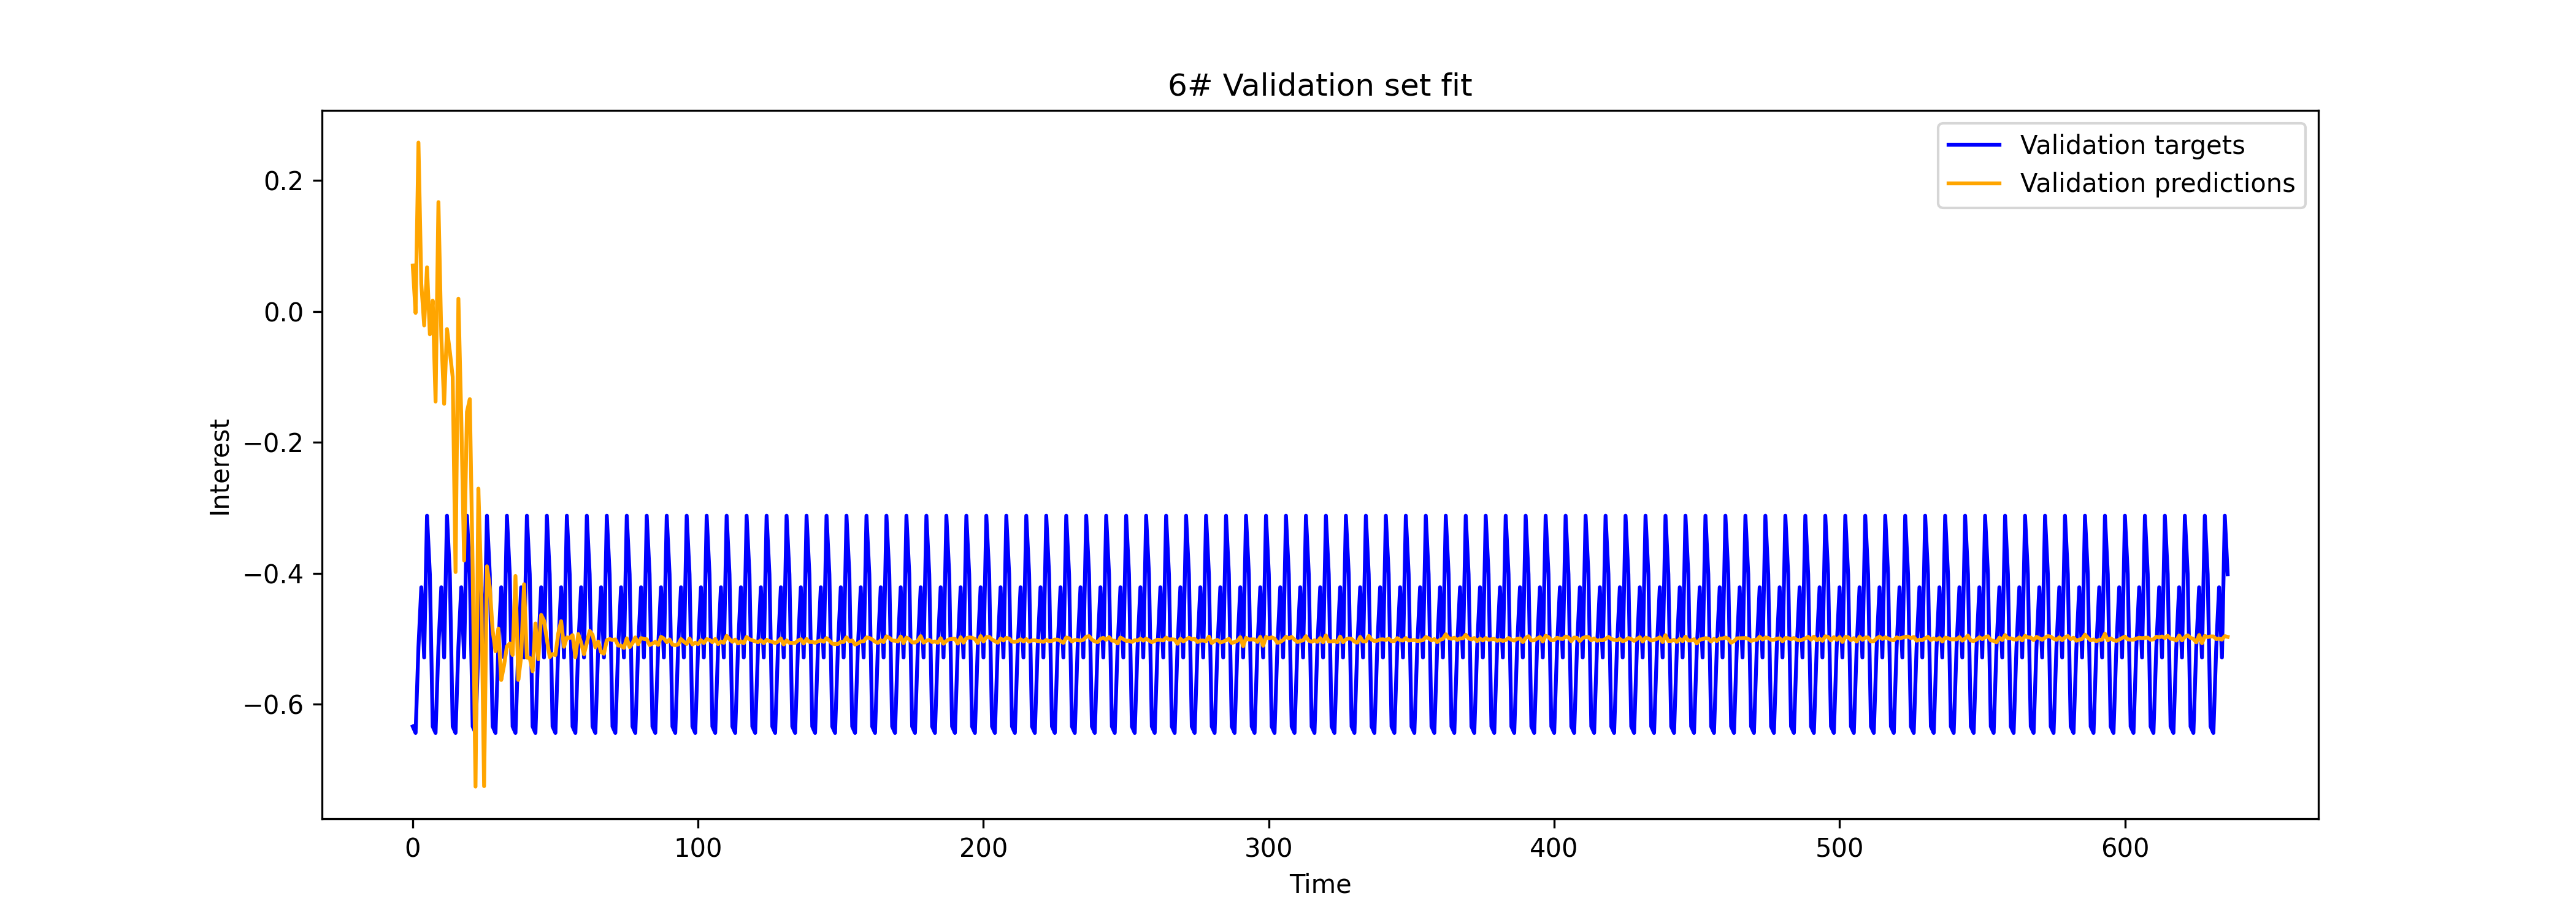 6# Validation set fit
Validation targets
Validation predictions
Interest
0.2
0.0
−0.2
−0.4
−0.6
0 100 200 300 400 500 600
Time